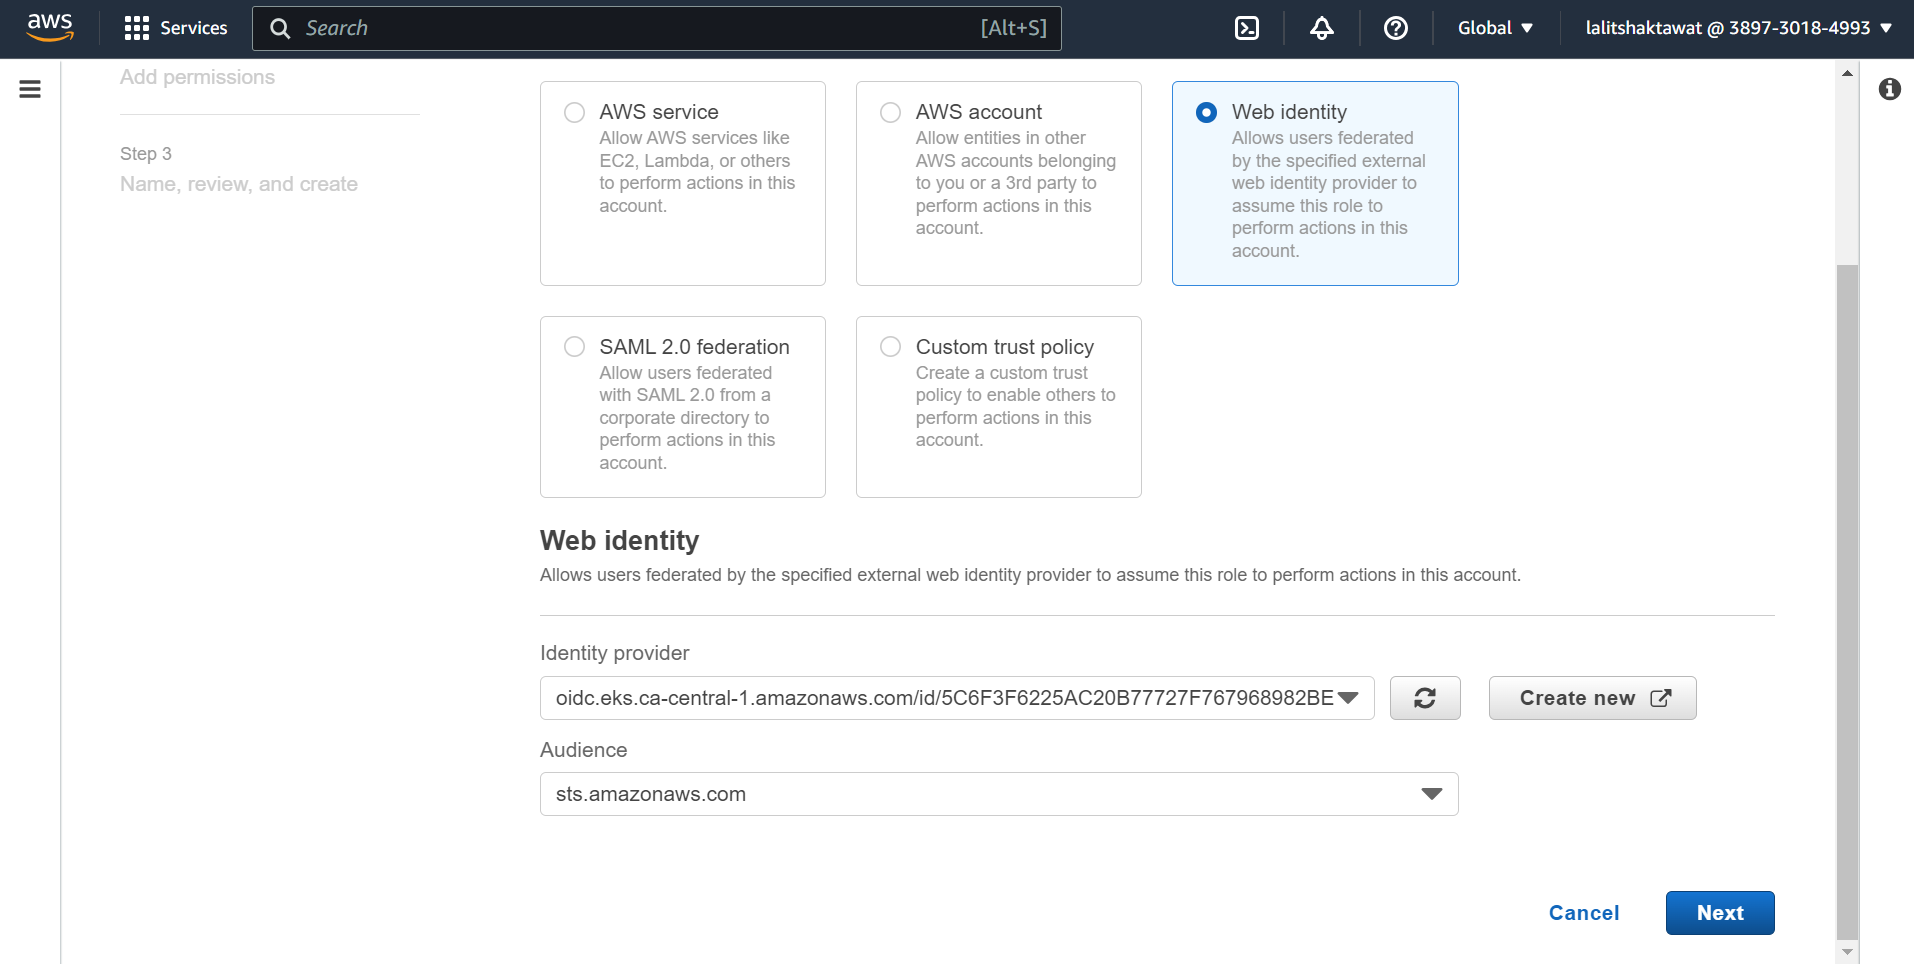 aws
Services
Search
[Alt+S]
Global
lalitshaktawat @ 3897-3018-4993
Add permissions
Step 3
Name, review, and create
AWS service
Allow AWS services like
EC2, Lambda, or others
to perform actions in this
account.
AWS account
Allow entities in other
AWS accounts belonging
to you or a 3rd party to
perform actions in this
account.
Web identity
Allows users federated
by the specified external
web identity provider to
assume this role to
perform actions in this
account.
SAML 2.0 federation
Allow users federated
with SAML 2.0 from a
corporate directory to
perform actions in this
account.
Custom trust policy
Create a custom trust
policy to enable others to
perform actions in this
account.
Web identity
Allows users federated by the specified external web identity provider to assume this role to perform actions in this account.
Identity provider
oidc.eks.ca-central-1.amazonaws.com/id/5C6F3F6225AC20B77727F767968982BE
Create new
Audience
sts.amazonaws.com
Cancel
Next